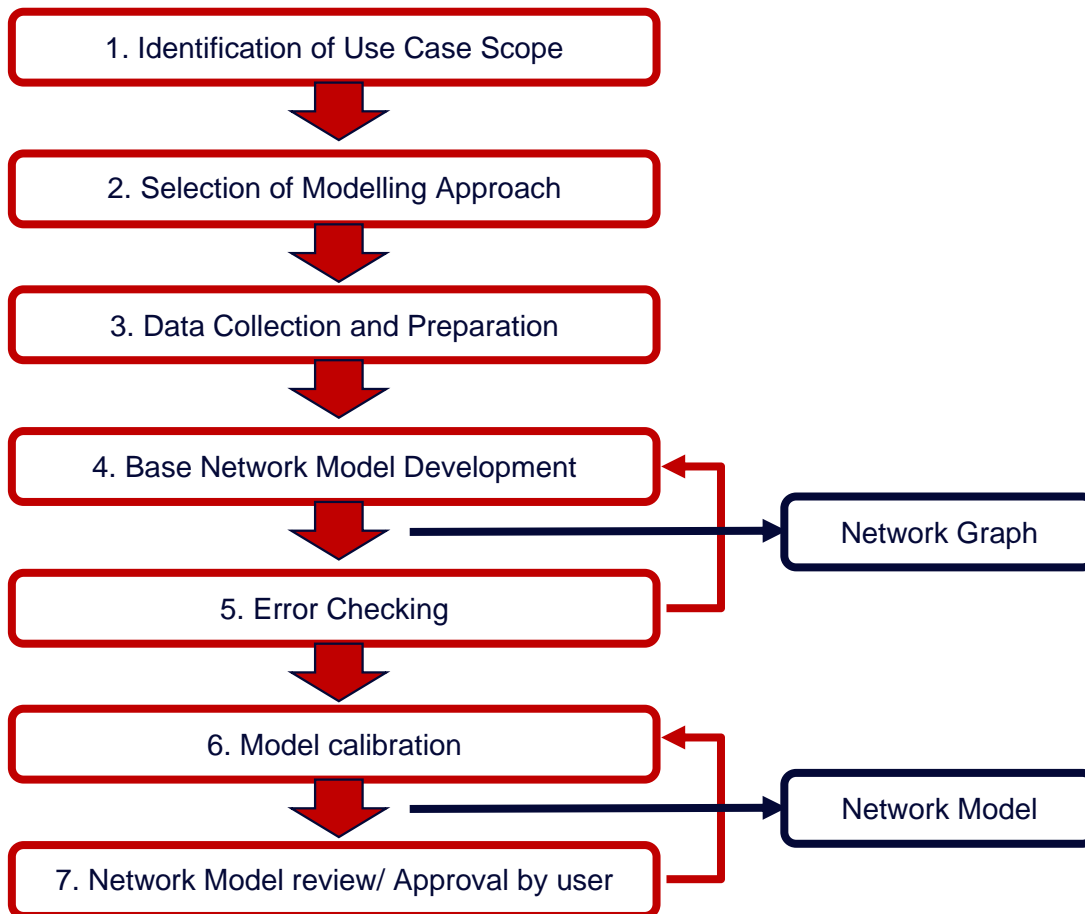 1. Identification of Use Case Scope
2. Selection of Modelling Approach
3. Data Collection and Preparation
4. Base Network Model Development
Network Graph
5. Error Checking
6. Model calibration
Network Model
7. Network Model review/ Approval by user